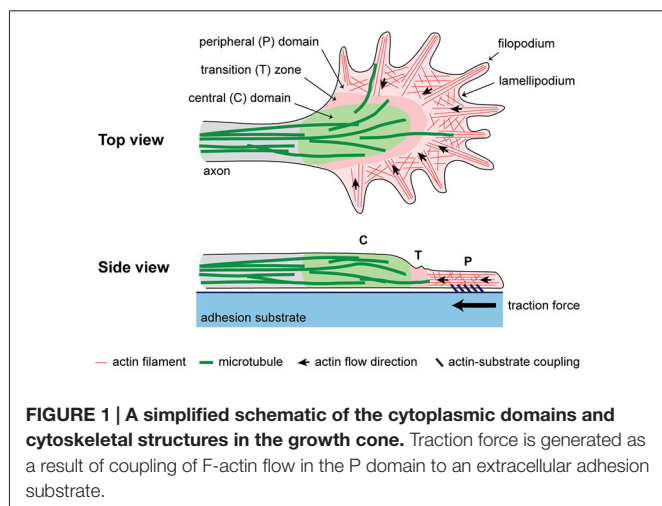 peripheral (P) domain
filopodium
transition (T) zone
lamellipodium
central (C) domain
Top view
axon
C
T
P
Side view
traction force
adhesion substrate
actin filament microtubule actin flow direction actin-substrate coupling
FIGURE 1 | A simplified schematic of the cytoplasmic domains and
cytoskeletal structures in the growth cone. Traction force is generated as
a result of coupling of F-actin flow in the P domain to an extracellular adhesion
substrate.